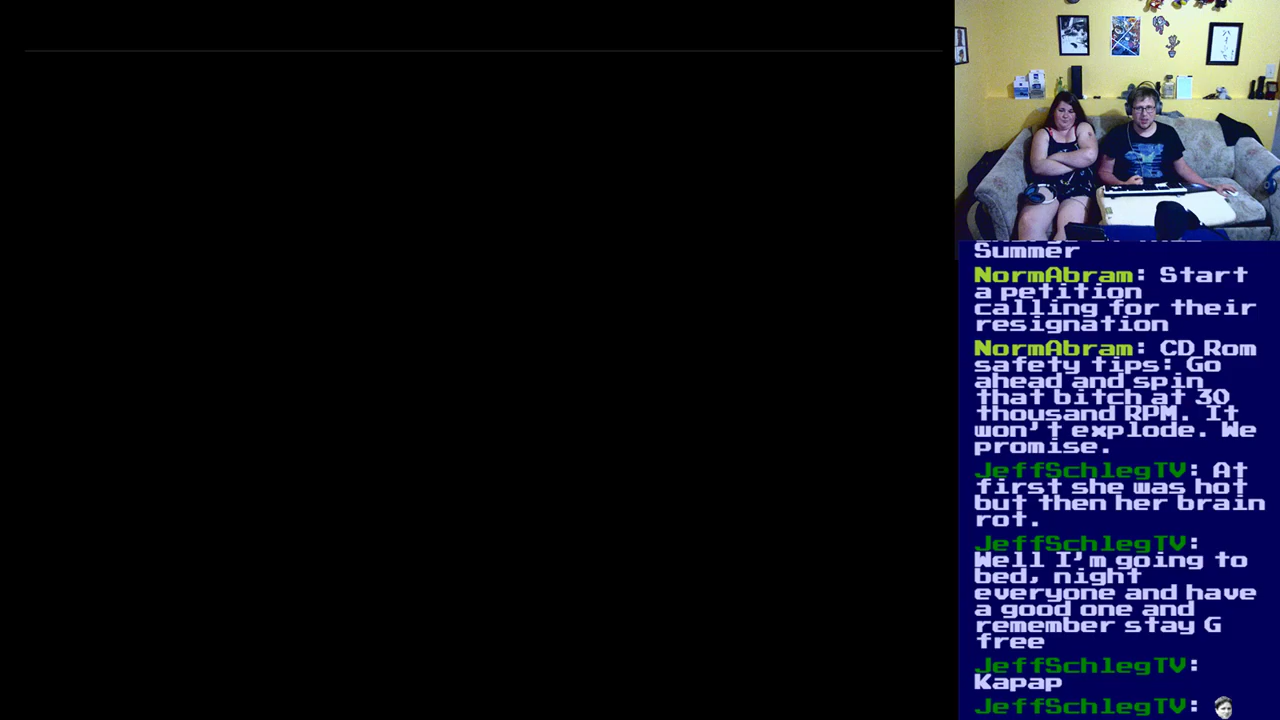 Summer
NormAbram: Start
a petition
calling for their
resignation
NormAbram: CD Rom
safety tips: Go
ahead and spin
that bitch at 30
thousand RPM. It
won't explode. We
promise.
JeffSchlegTV: At
first she was hot
but then her brain
rot.
JeffSchlegTV:
Well I'm going to
bed, night
everyone and have
a good one and
remember stay G
free
JeffSchlegTV:
Kapap
JeffSchlegTV: